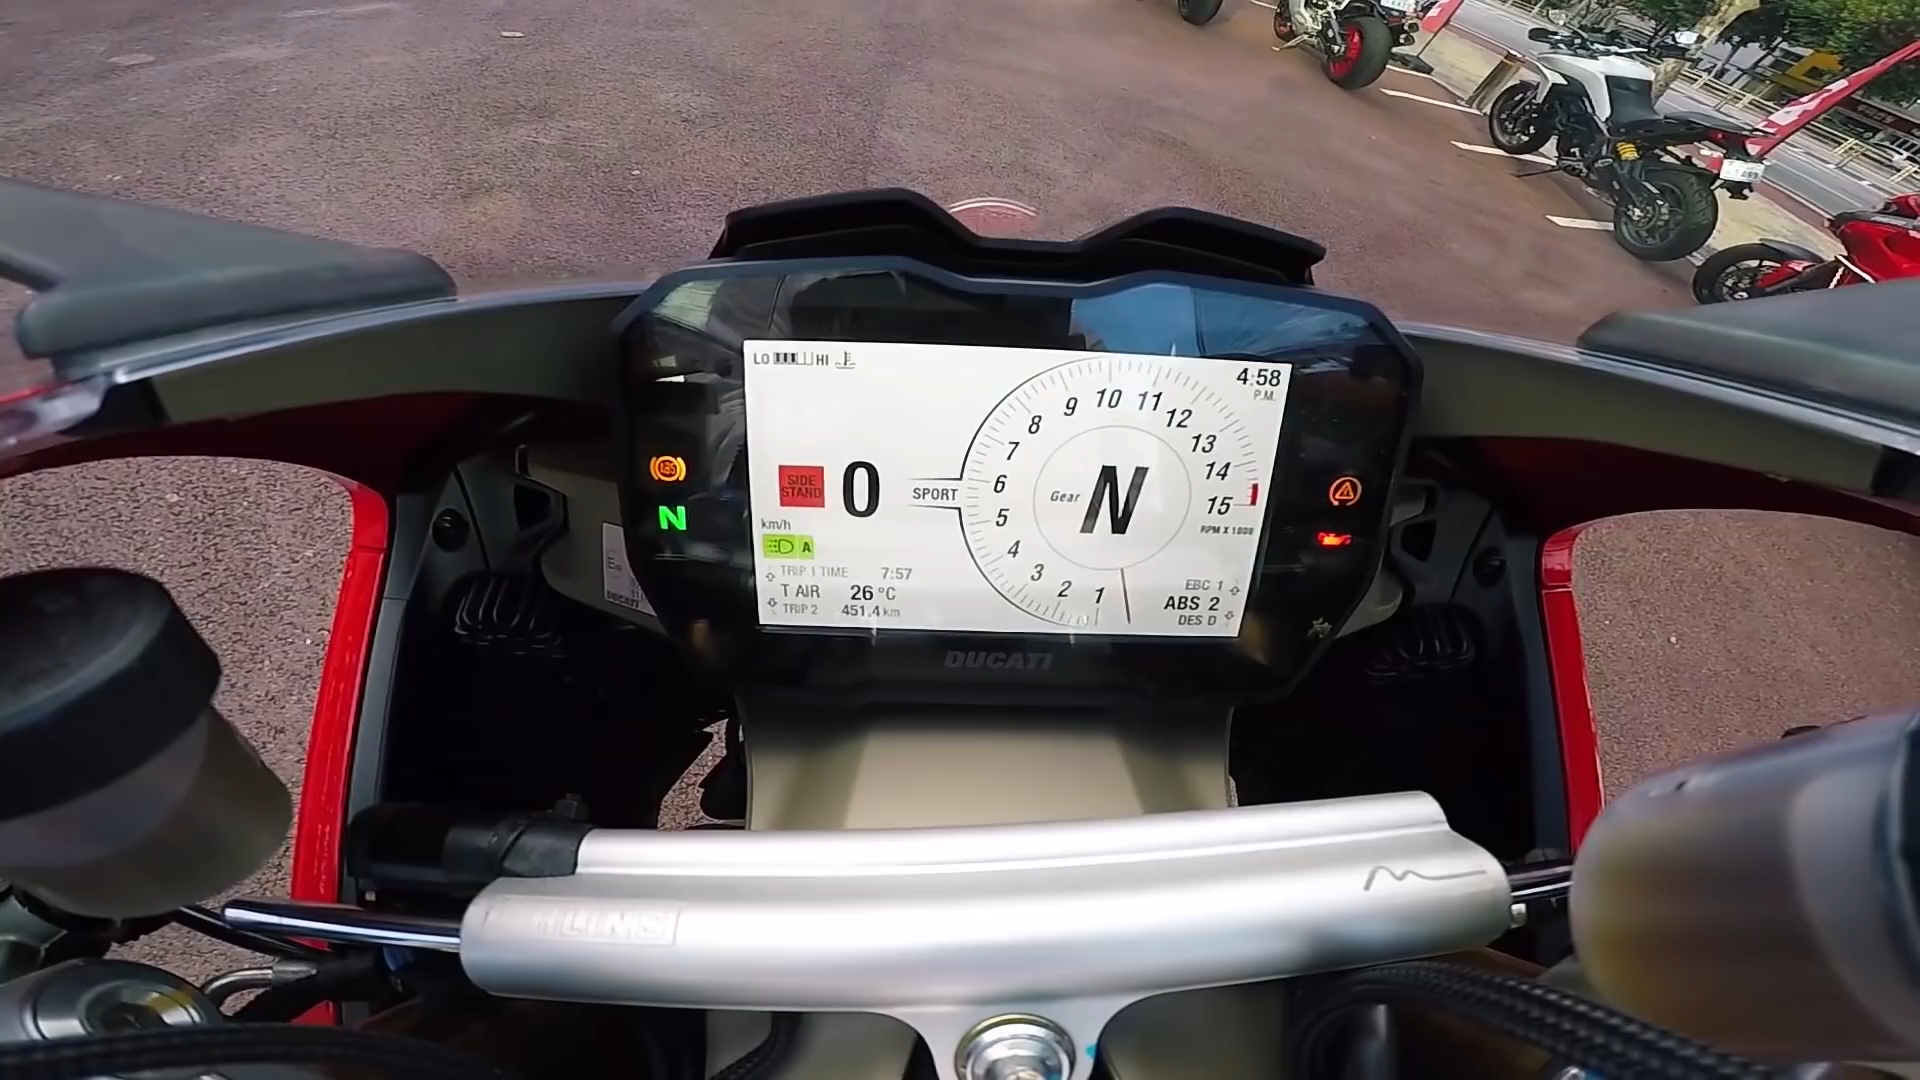 LO HI
4:58
P.M.
SIDE
STAND
0
km/h
A
SPORT
Gear
N
1
2
3
4
5
6
7
8
9
10
11
12
13
14
15
RPM X 1000
TRIP 1 TIME 7:57
T AIR 26 °C
TRIP 2 451,4 km
EBC 1
ABS 2
DES D
ABS
N
DUCATI
DUCATI